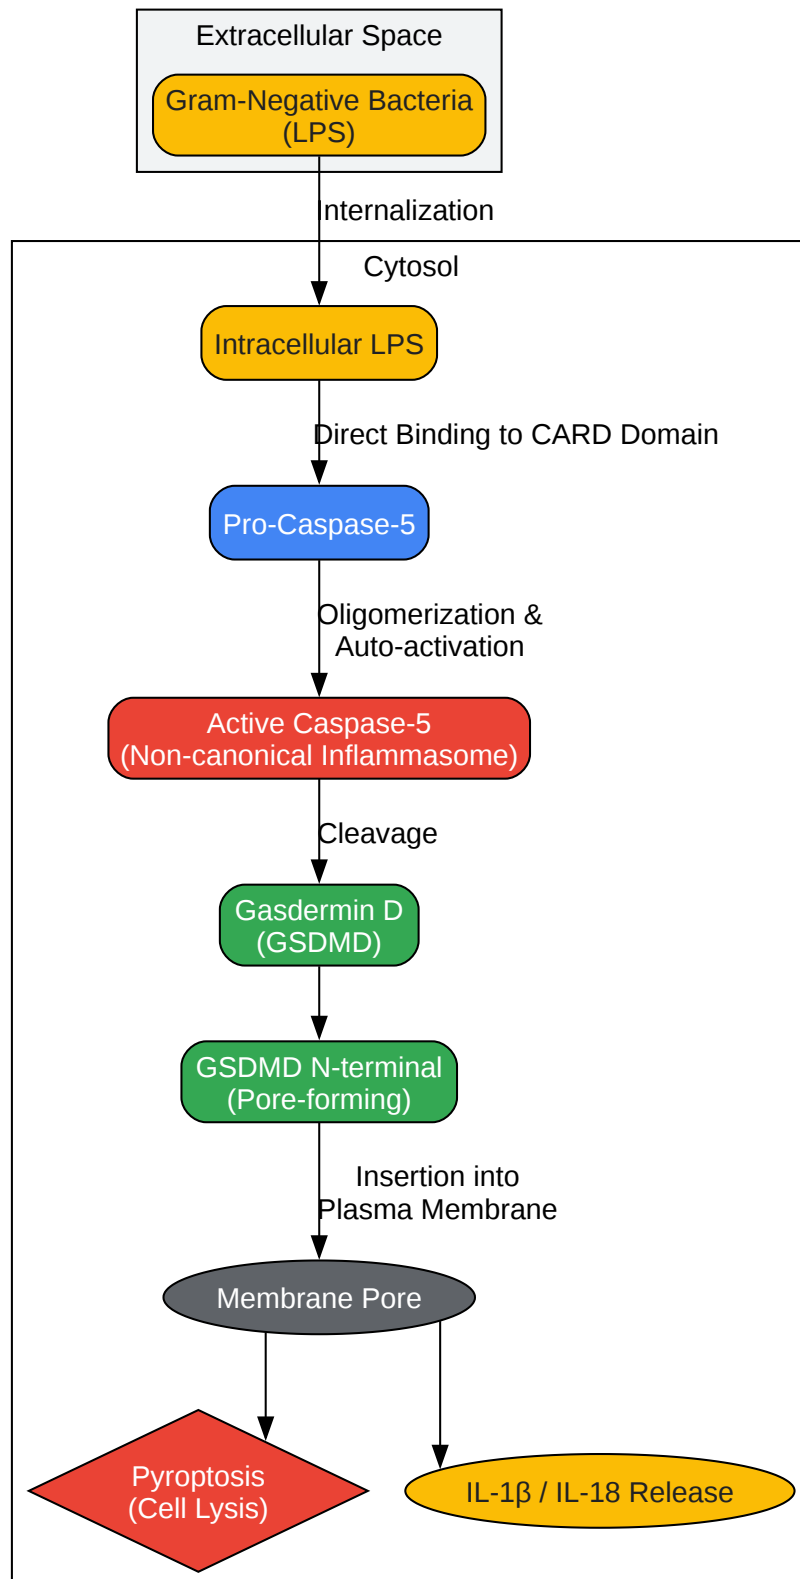 Extracellular Space
Gram-Negative Bacteria
(LPS)
Internalization
Cytosol
Intracellular LPS
Direct Binding to CARD Domain
Pro-Caspase-5
Oligomerization &
Auto-activation
Active Caspase-5
(Non-canonical Inflammasome)
Cleavage
Gasdermin D
(GSDMD)
GSDMD N-terminal
(Pore-forming)
Insertion into
Plasma Membrane
Membrane Pore
Pyroptosis
(Cell Lysis)
IL-1β / IL-18 Release